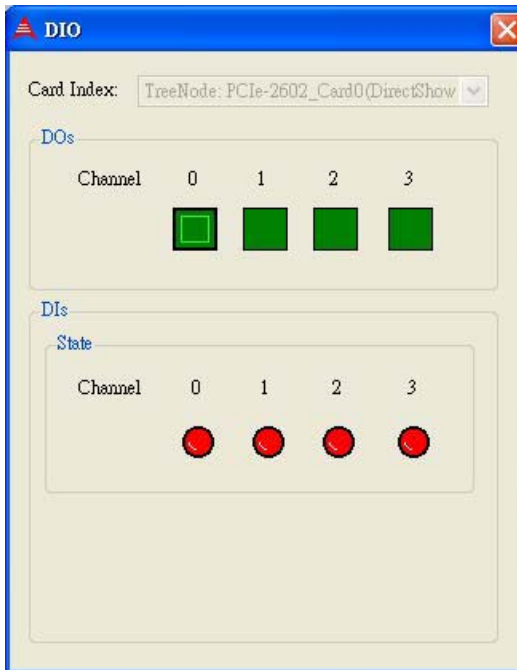 DIO
Card Index: TreeNode: PCIe-2602_Card0(DirectShow
DOs
Channel 0 1 2 3
DIs
State
Channel 0 1 2 3